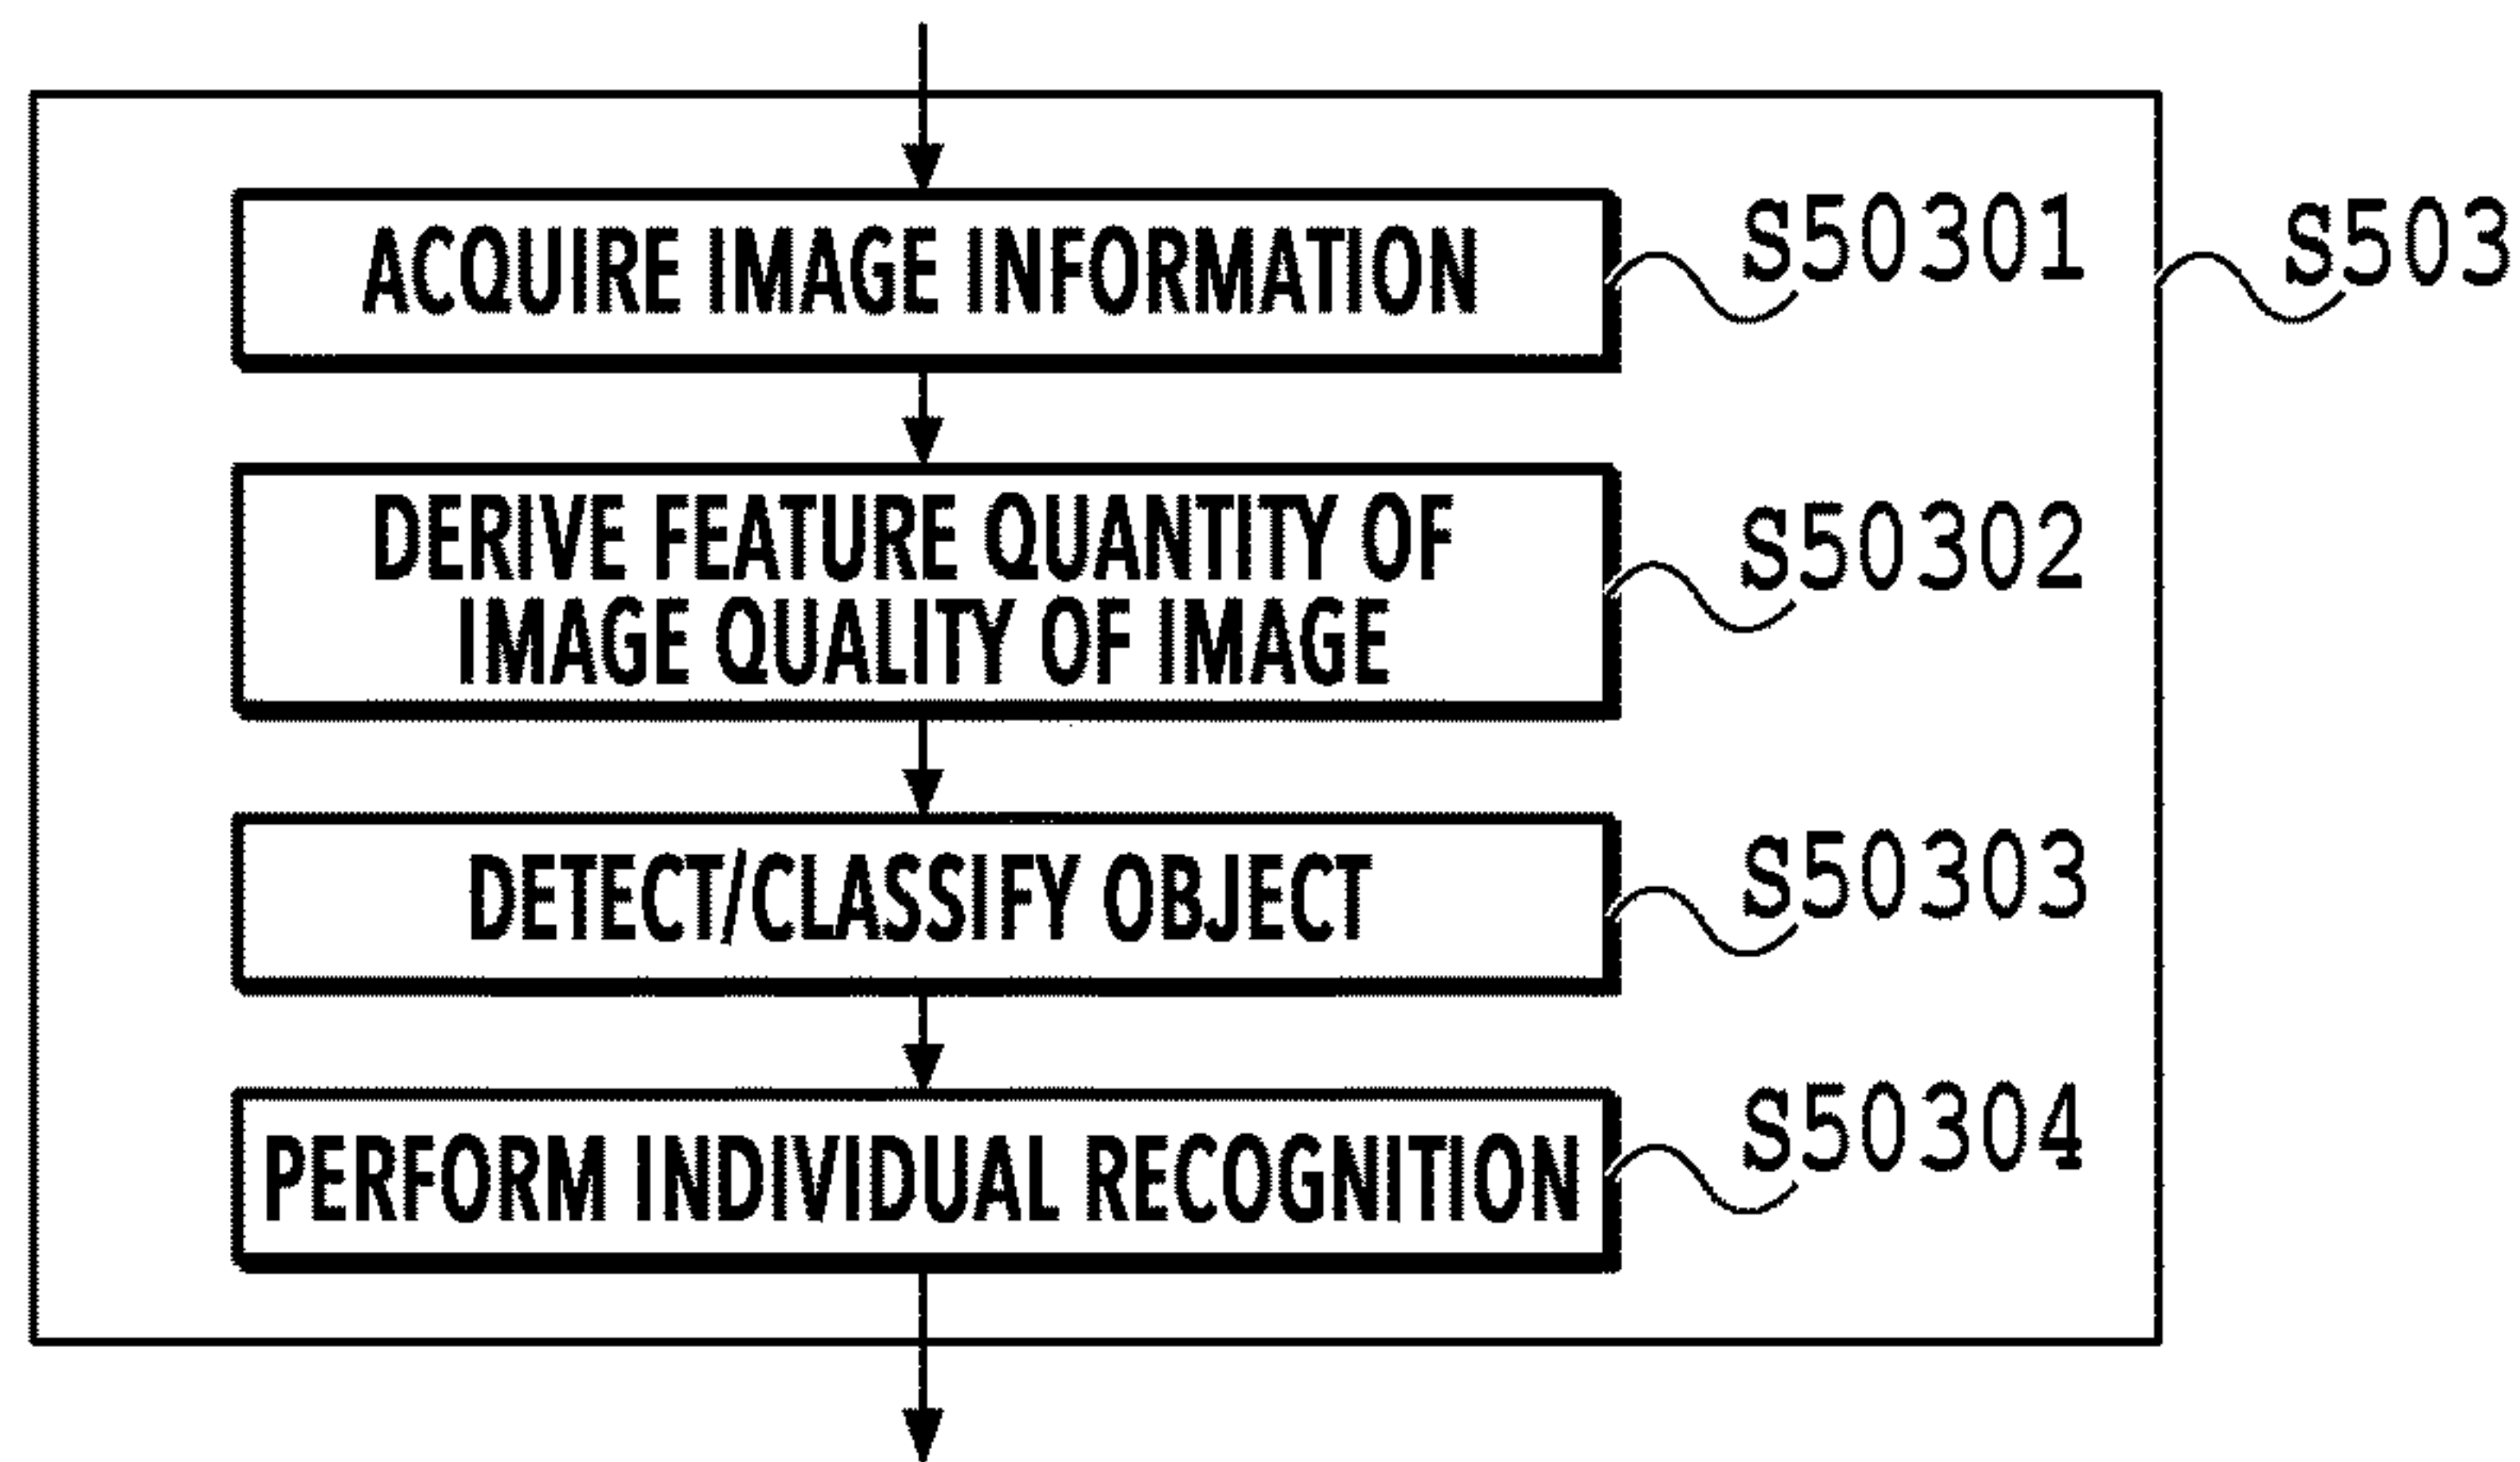 ACQUIRE IMAGE INFORMATION S50301 S503
DERIVE FEATURE QUANTITY OF
IMAGE QUALITY OF IMAGE
S50302
DETECT/CLASSIFY OBJECT S50303
PERFORM INDIVIDUAL RECOGNITION S50304